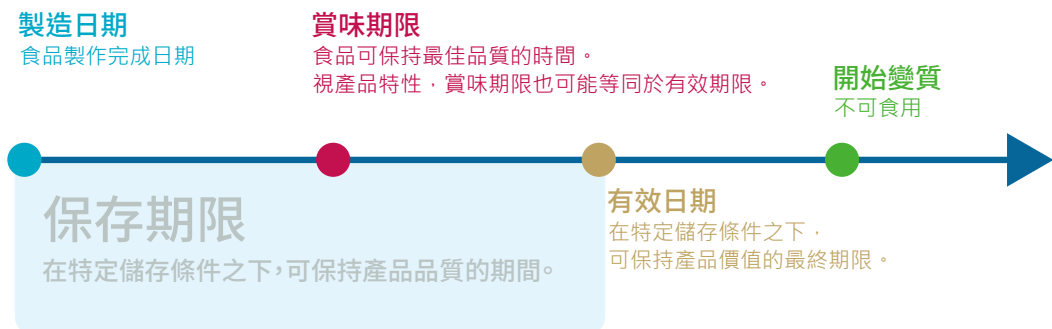 製造日期
食品製作完成日期
賞味期限
食品可保持最佳品質的時間。
視產品特性，賞味期限也可能等同於有效期限。
開始變質
不可食用
保存期限
在特定儲存條件之下，可保持產品品質的期間。
有效日期
在特定儲存條件之下，
可保持產品價值的最終期限。